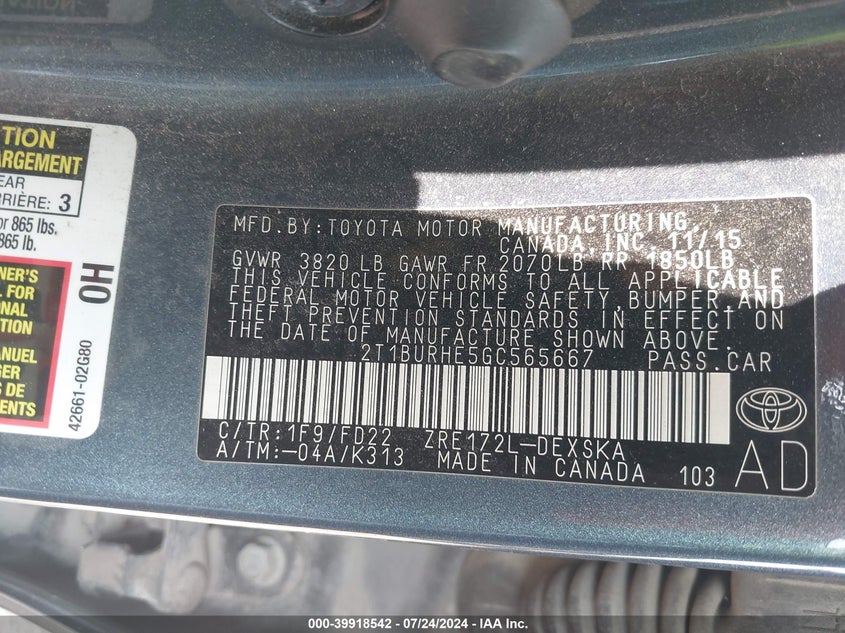 TION
ARGEMENT
EAR
RRIÈRE: 3
or 865 lbs.
865 lb.
NER'S
L FOR
TIONAL
TION
ANUEL
GER
S DE
EMENTS
42661-02G80
OH
MFD.BY:TOYOTA MOTOR MANUFACTURING,
CANADA,INC. 11/15
GVWR 3820 LB GAWR FR 2070LB RR 1850LB
THIS VEHICLE CONFORMS TO ALL APPLICABLE
FEDERAL MOTOR VEHICLE SAFETY, BUMPER,AND
THEFT PREVENTION STANDARDS IN EFFECT ON
THE DATE OF MANUFACTURE SHOWN ABOVE.
2T1BURHE5GC565667 PASS.CAR
C/TR:1F9/FD22 ZRE172L-DEXSKA
A/TM:-04A/K313 MADE IN CANADA 103
AD
000-39918542 / 07/24/2024 - IAA Inc.